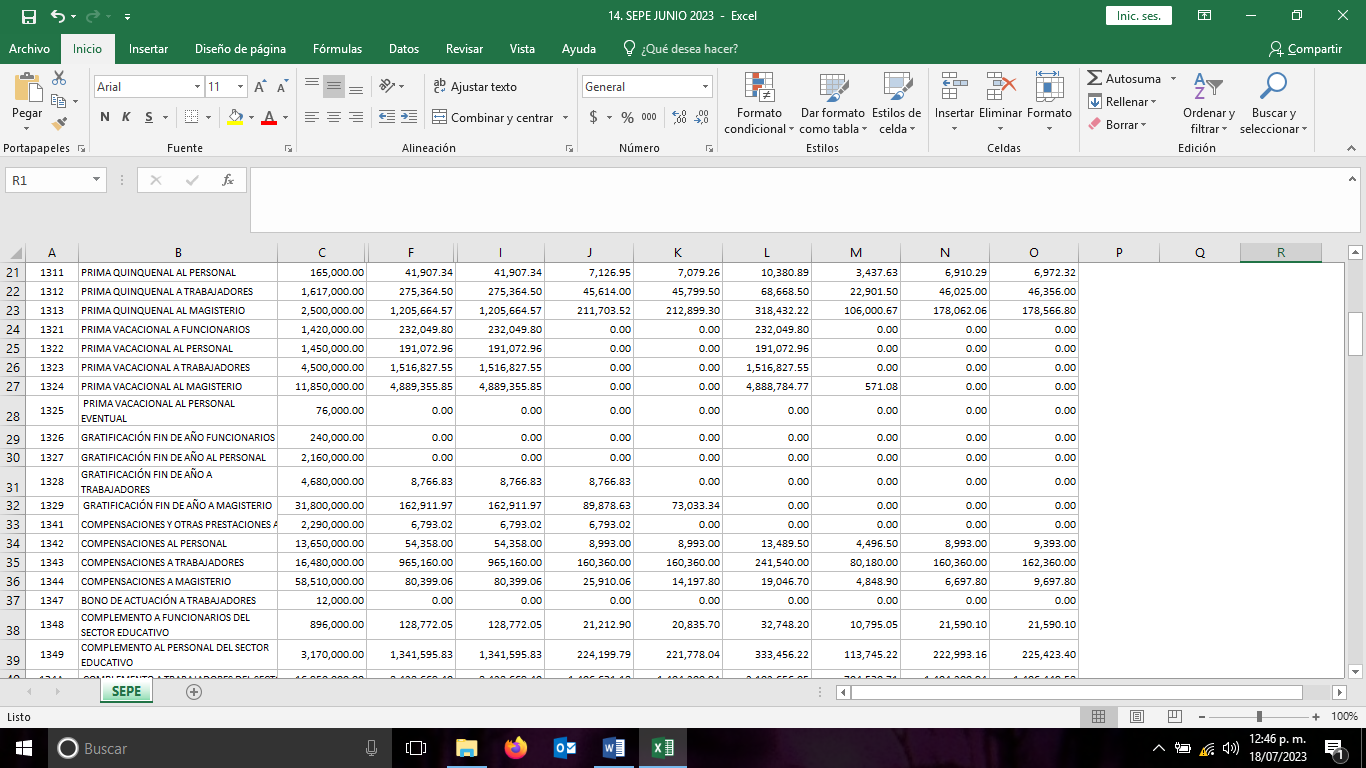 14. SEPE JUNIO 2023 - Excel
Inic. ses.
Archivo Inicio Insertar Diseño de página Fórmulas Datos Revisar Vista Ayuda ¿Qué desea hacer? Compartir
Pegar
Portapapeles
Arial 11
N K S
Fuente
Ajustar texto
Combinar y centrar
Alineación
General
$ % 000
Número
Formato condicional
Dar formato como tabla
Estilos de celda
Estilos
Insertar Eliminar Formato
Celdas
Autosuma
Rellenar
Borrar
Ordenar y filtrar
Buscar y seleccionar
Edición
R1
fx
A B C F I J K L M N O P Q R
21 1311 PRIMA QUINQUENAL AL PERSONAL 165,000.00 41,907.34 41,907.34 7,126.95 7,079.26 10,380.89 3,437.63 6,910.29 6,972.32
22 1312 PRIMA QUINQUENAL A TRABAJADORES 1,617,000.00 275,364.50 275,364.50 45,614.00 45,799.50 68,668.50 22,901.50 46,025.00 46,356.00
23 1313 PRIMA QUINQUENAL AL MAGISTERIO 2,500,000.00 1,205,664.57 1,205,664.57 211,703.52 212,899.30 318,432.22 106,000.67 178,062.06 178,566.80
24 1321 PRIMA VACACIONAL A FUNCIONARIOS 1,420,000.00 232,049.80 232,049.80 0.00 0.00 232,049.80 0.00 0.00 0.00
25 1322 PRIMA VACACIONAL AL PERSONAL 1,450,000.00 191,072.96 191,072.96 0.00 0.00 191,072.96 0.00 0.00 0.00
26 1323 PRIMA VACACIONAL A TRABAJADORES 4,500,000.00 1,516,827.55 1,516,827.55 0.00 0.00 1,516,827.55 0.00 0.00 0.00
27 1324 PRIMA VACACIONAL AL MAGISTERIO 11,850,000.00 4,889,355.85 4,889,355.85 0.00 0.00 4,888,784.77 571.08 0.00 0.00
28 1325 PRIMA VACACIONAL AL PERSONAL EVENTUAL 76,000.00 0.00 0.00 0.00 0.00 0.00 0.00 0.00 0.00
29 1326 GRATIFICACIÓN FIN DE AÑO FUNCIONARIOS 240,000.00 0.00 0.00 0.00 0.00 0.00 0.00 0.00 0.00
30 1327 GRATIFICACIÓN FIN DE AÑO AL PERSONAL 2,160,000.00 0.00 0.00 0.00 0.00 0.00 0.00 0.00 0.00
31 1328 GRATIFICACIÓN FIN DE AÑO A TRABAJADORES 4,680,000.00 8,766.83 8,766.83 8,766.83 0.00 0.00 0.00 0.00 0.00
32 1329 GRATIFICACIÓN FIN DE AÑO A MAGISTERIO 31,800,000.00 162,911.97 162,911.97 89,878.63 73,033.34 0.00 0.00 0.00 0.00
33 1341 COMPENSACIONES Y OTRAS PRESTACIONES A 2,290,000.00 6,793.02 6,793.02 6,793.02 0.00 0.00 0.00 0.00 0.00
34 1342 COMPENSACIONES AL PERSONAL 13,650,000.00 54,358.00 54,358.00 8,993.00 8,993.00 13,489.50 4,496.50 8,993.00 9,393.00
35 1343 COMPENSACIONES A TRABAJADORES 16,480,000.00 965,160.00 965,160.00 160,360.00 160,360.00 241,540.00 80,180.00 160,360.00 162,360.00
36 1344 COMPENSACIONES A MAGISTERIO 58,510,000.00 80,399.06 80,399.06 25,910.06 14,197.80 19,046.70 4,848.90 6,697.80 9,697.80
37 1347 BONO DE ACTUACIÓN A TRABAJADORES 12,000.00 0.00 0.00 0.00 0.00 0.00 0.00 0.00 0.00
38 1348 COMPLEMENTO A FUNCIONARIOS DEL SECTOR EDUCATIVO 896,000.00 128,772.05 128,772.05 21,212.90 20,835.70 32,748.20 10,795.05 21,590.10 21,590.10
39 1349 COMPLEMENTO AL PERSONAL DEL SECTOR EDUCATIVO 3,170,000.00 1,341,595.83 1,341,595.83 224,199.79 221,778.04 333,456.22 113,745.22 222,993.16 225,423.40
SEPE
Listo
100%
Buscar
12:46 p. m.
18/07/2023
1